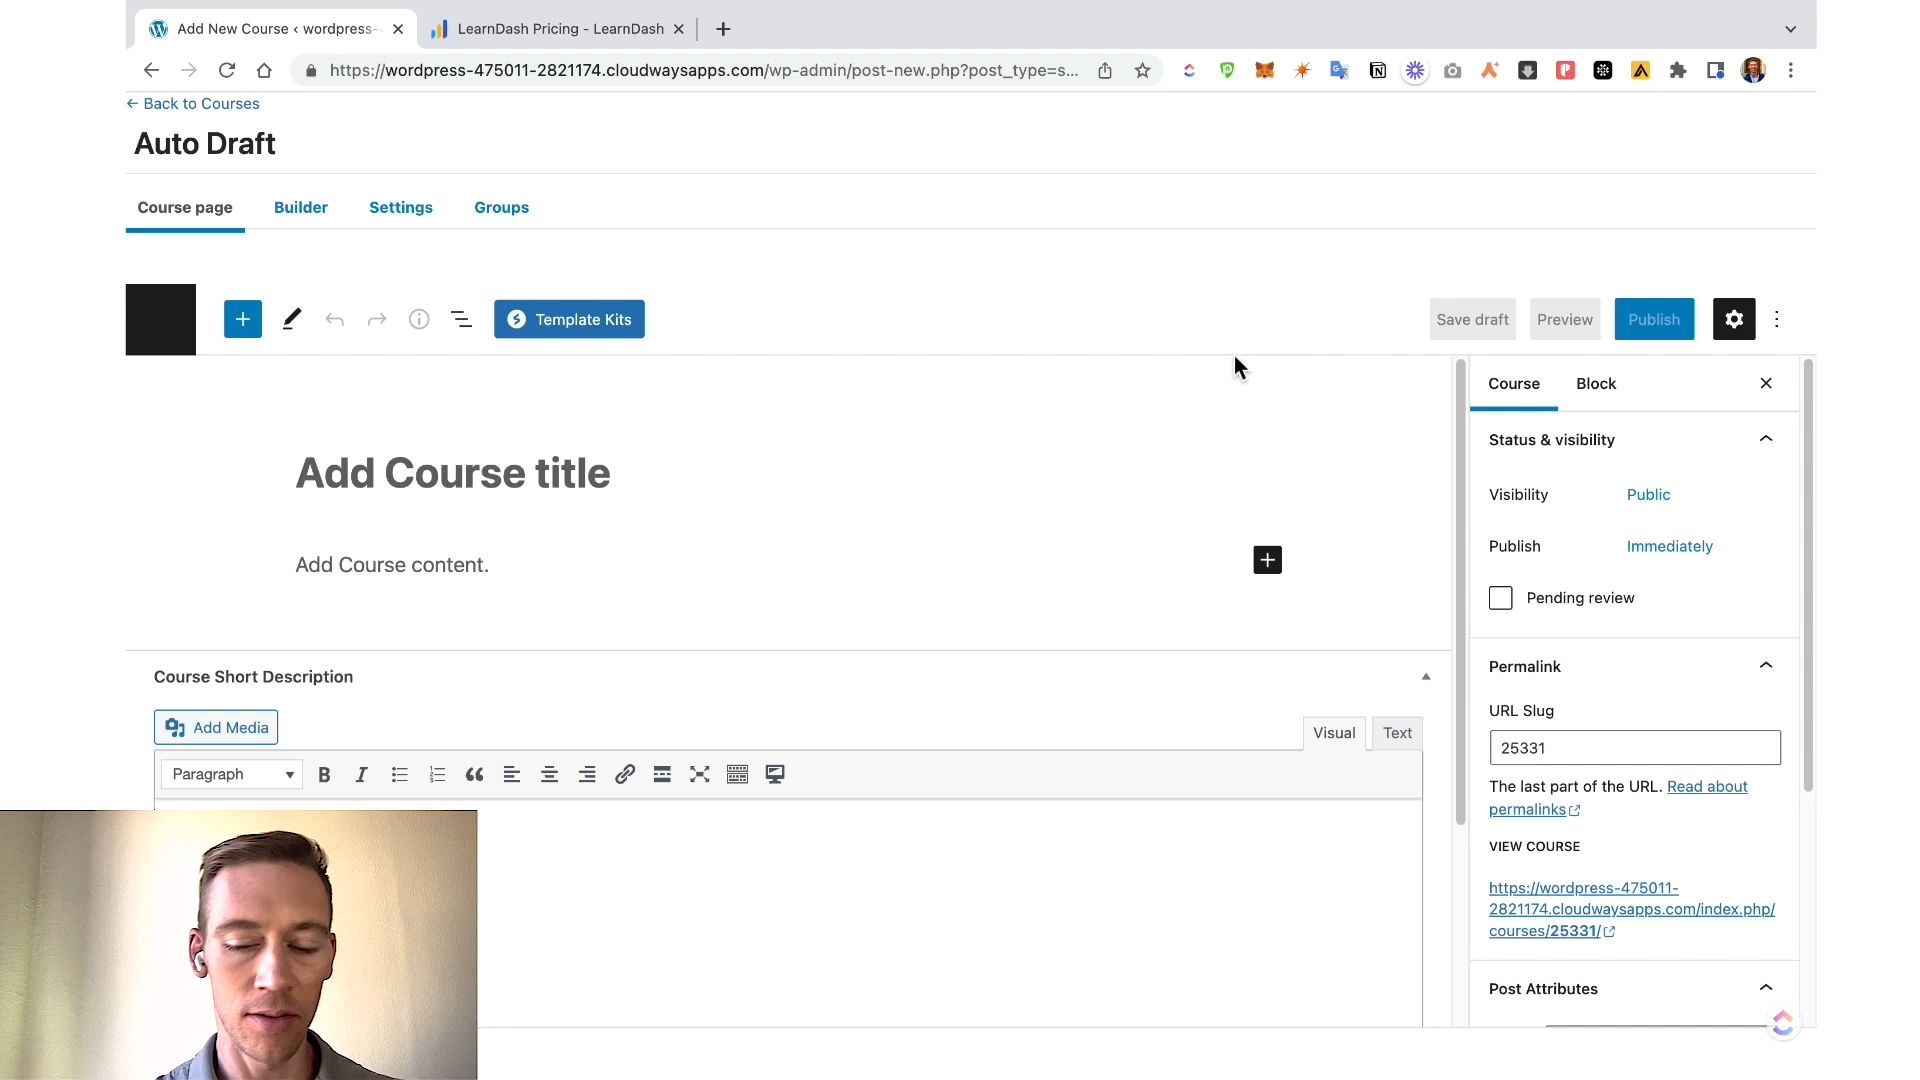 Add New Course ‹ wordpress-
LearnDash Pricing - LearnDash
https://wordpress-475011-2821174.cloudwaysapps.com/wp-admin/post-new.php?post_type=s...
← Back to Courses
Auto Draft
Course page
Builder
Settings
Groups
Template Kits
Save draft
Preview
Publish
Course
Block
Status & visibility
Visibility
Public
Publish
Immediately
Pending review
Permalink
URL Slug
25331
The last part of the URL. Read about
permalinks
VIEW COURSE
https://wordpress-475011-
2821174.cloudwaysapps.com/index.php/
courses/25331/
Post Attributes
Add Course title
Add Course content.
Course Short Description
Add Media
Visual
Text
Paragraph